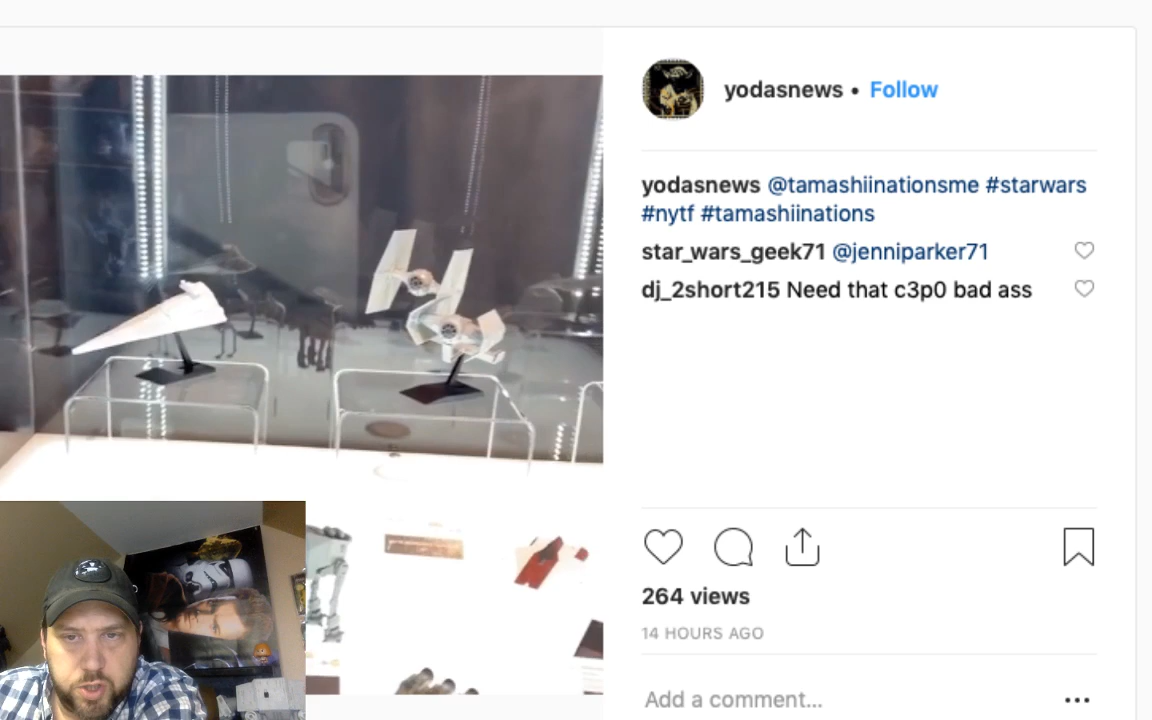 yodasnews • Follow
yodasnews @tamashiinationsme #starwars
#nytf #tamashiinations
star_wars_geek71 @jenniparker71
dj_2short215 Need that c3p0 bad ass
264 views
14 HOURS AGO
Add a comment...